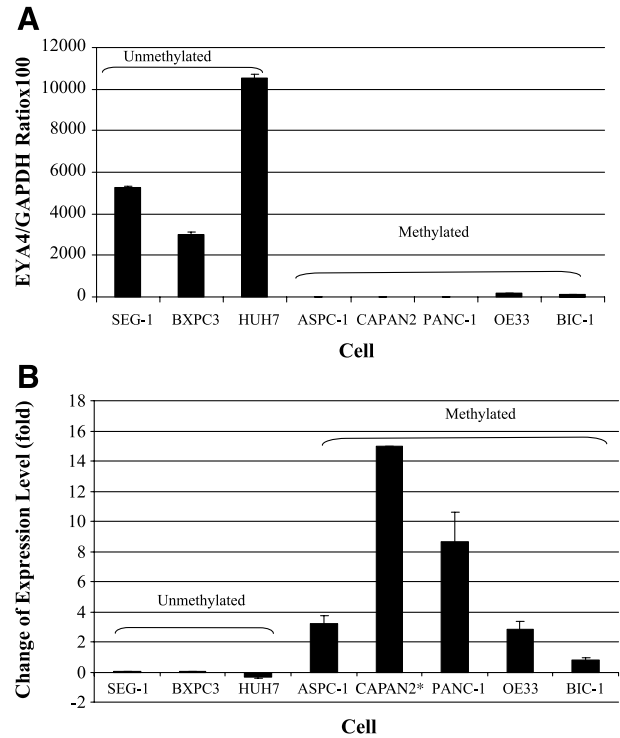 A
12000
10000
8000
6000
4000
2000
0
EYA4/GAPDH Ratiox100
Unmethylated
Methylated
SEG-1 BXPC3 HUH7 ASPC-1 CAPAN2 PANC-1 OE33 BIC-1
Cell
B
18
16
14
12
10
8
6
4
2
0
-2
Change of Expression Level (fold)
Methylated
Unmethylated
SEG-1 BXPC3 HUH7 ASPC-1 CAPAN2* PANC-1 OE33 BIC-1
Cell